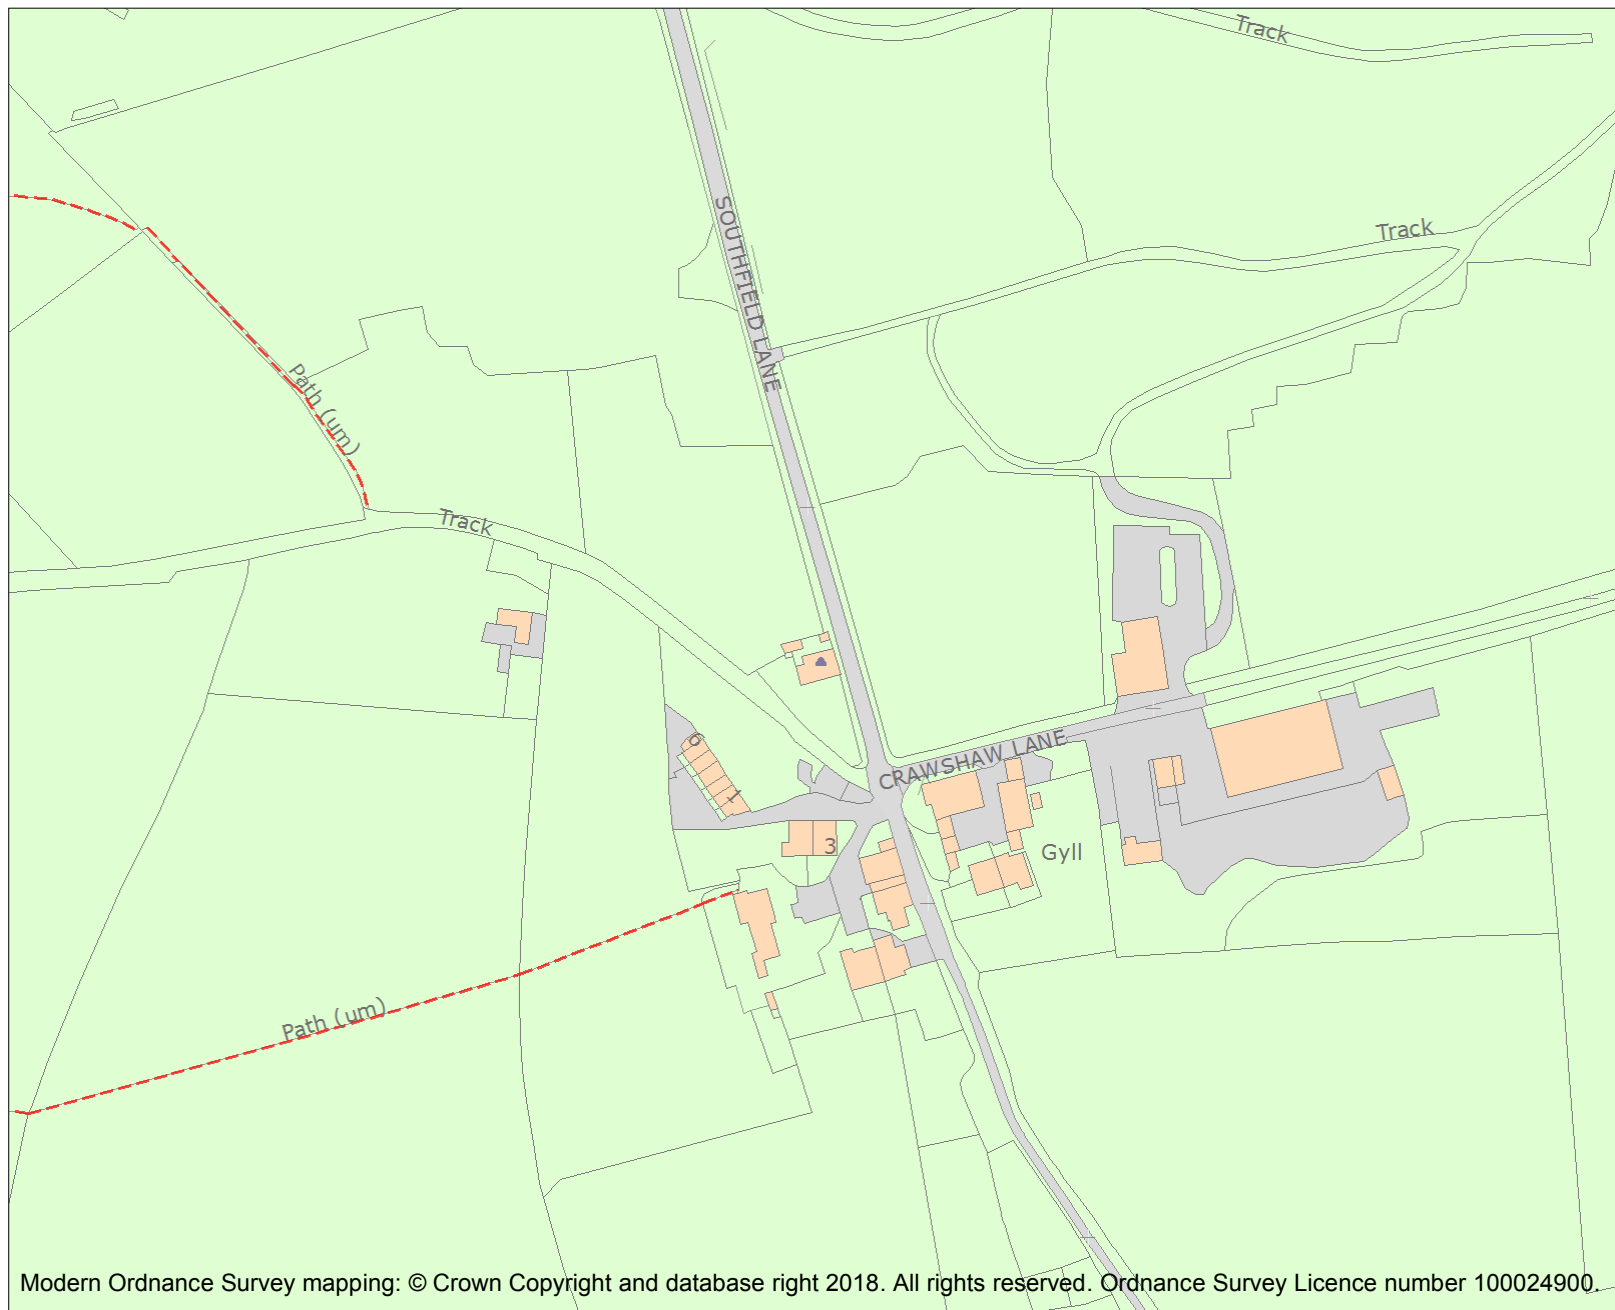 Track
SOUTHFIELD LANE
Track
Path (um)
Track
CRAWSHAW LANE
6
1
3
Gyll
Path (um)
Modern Ordnance Survey mapping: © Crown Copyright and database right 2018. All rights reserved. Ordnance Survey Licence number 100024900.